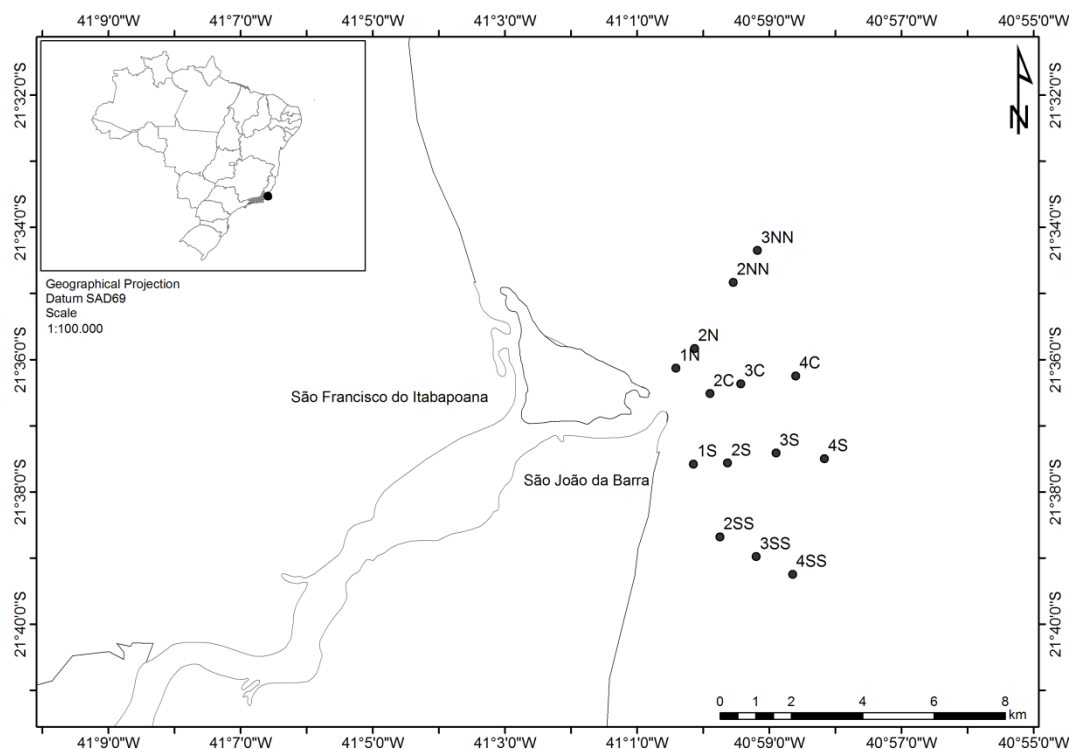 41°9'0"W 41°7'0"W 41°5'0"W 41°3'0"W 41°1'0"W 40°59'0"W 40°57'0"W 40°55'0"W
21°32'0"S 21°32'0"S
N
21°34'0"S 21°34'0"S
3NN
2NN
Geographical Projection
Datum SAD69
Scale
1:100.000
2N
1N
21°36'0"S 21°36'0"S
3C 4C
2C
São Francisco do Itabapoana
1S 2S 3S 4S
São João da Barra
21°38'0"S 21°38'0"S
2SS
3SS
4SS
21°40'0"S 21°40'0"S
0 1 2 4 6 8
km
41°9'0"W 41°7'0"W 41°5'0"W 41°3'0"W 41°1'0"W 40°59'0"W 40°57'0"W 40°55'0"W